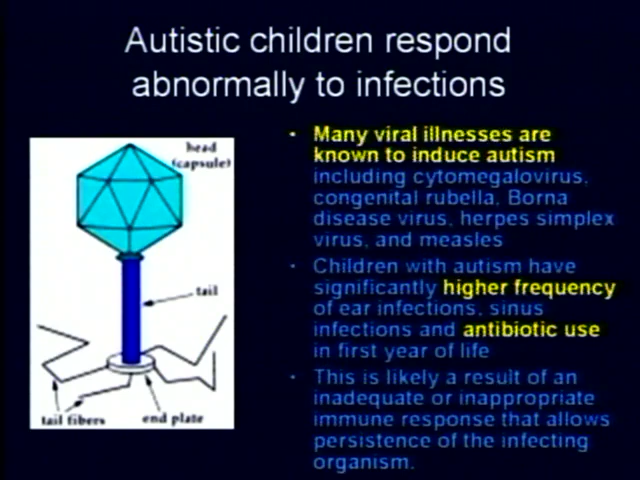 Autistic children respond
abnormally to infections
head
(capsule)
tail
tail fibers
end plate
• Many viral illnesses are
known to induce autism
including cytomegalovirus,
congenital rubella, Borna
disease virus, herpes simplex
virus, and measles
• Children with autism have
significantly higher frequency
of ear infections, sinus
infections and antibiotic use
in first year of life
• This is likely a result of an
inadequate or inappropriate
immune response that allows
persistence of the infecting
organism.